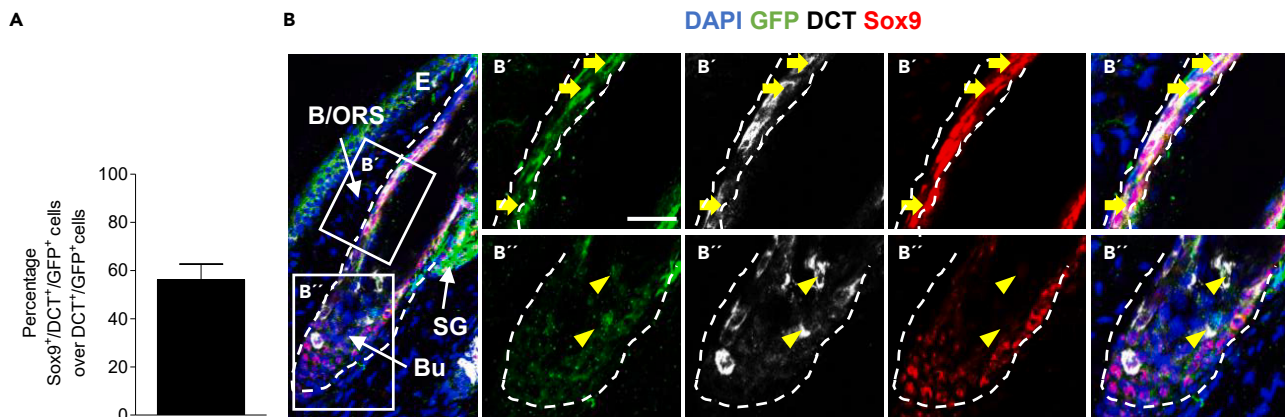 A
Percentage
Sox9⁺/DCT⁺/GFP⁺ cells
over DCT⁺/GFP⁺cells
100
80
60
40
20
0
B
DAPI GFP DCT Sox9
E
B/ORS
B´
B´´
SG
Bu
B´
B´
B´
B´
B´´
B´´
B´´
B´´